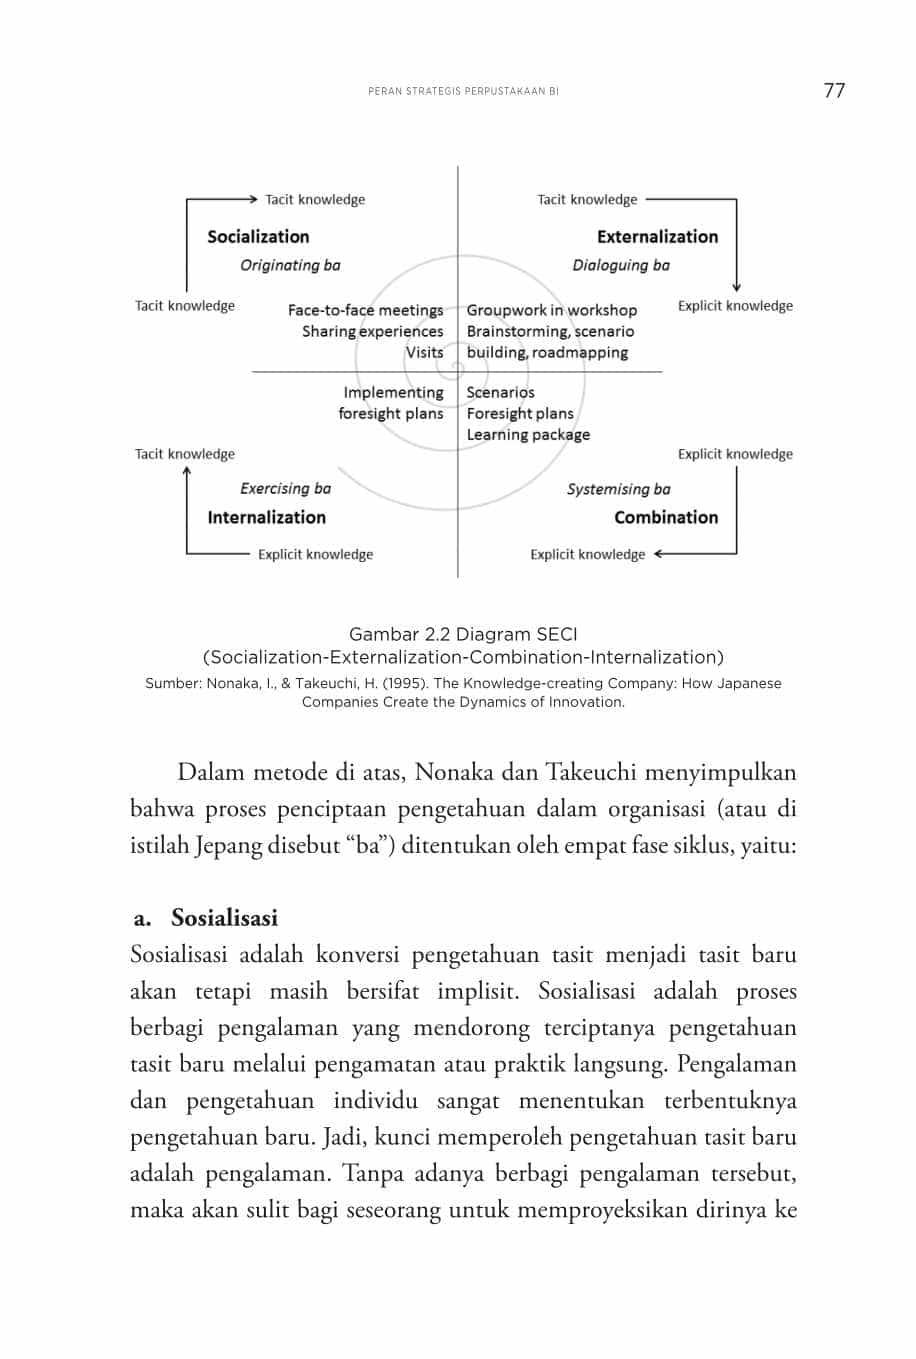 PERAN STRATEGIS PERPUSTAKAAN BI
77
Tacit knowledge
Socialization
Originating ba
Tacit knowledge
Face-to-face meetings
Sharing experiences
Visits
Tacit knowledge
Externalization
Dialoguing ba
Explicit knowledge
Groupwork in workshop
Brainstorming, scenario
building, roadmapping
Implementing
foresight plans
Tacit knowledge
Exercising ba
Internalization
Explicit knowledge
Scenarios
Foresight plans
Learning package
Explicit knowledge
Systemising ba
Combination
Explicit knowledge
Gambar 2.2 Diagram SECI
(Socialization-Externalization-Combination-Internalization)
Sumber: Nonaka, I., & Takeuchi, H. (1995). The Knowledge-creating Company: How Japanese
Companies Create the Dynamics of Innovation.
Dalam metode di atas, Nonaka dan Takeuchi menyimpulkan
bahwa proses penciptaan pengetahuan dalam organisasi (atau di
istilah Jepang disebut “ba”) ditentukan oleh empat fase siklus, yaitu:
a. Sosialisasi
Sosialisasi adalah konversi pengetahuan tasit menjadi tasit baru
akan tetapi masih bersifat implisit. Sosialisasi adalah proses
berbagi pengalaman yang mendorong terciptanya pengetahuan
tasit baru melalui pengamatan atau praktik langsung. Pengalaman
dan pengetahuan individu sangat menentukan terbentuknya
pengetahuan baru. Jadi, kunci memperoleh pengetahuan tasit baru
adalah pengalaman. Tanpa adanya berbagi pengalaman tersebut,
maka akan sulit bagi seseorang untuk memproyeksikan dirinya ke